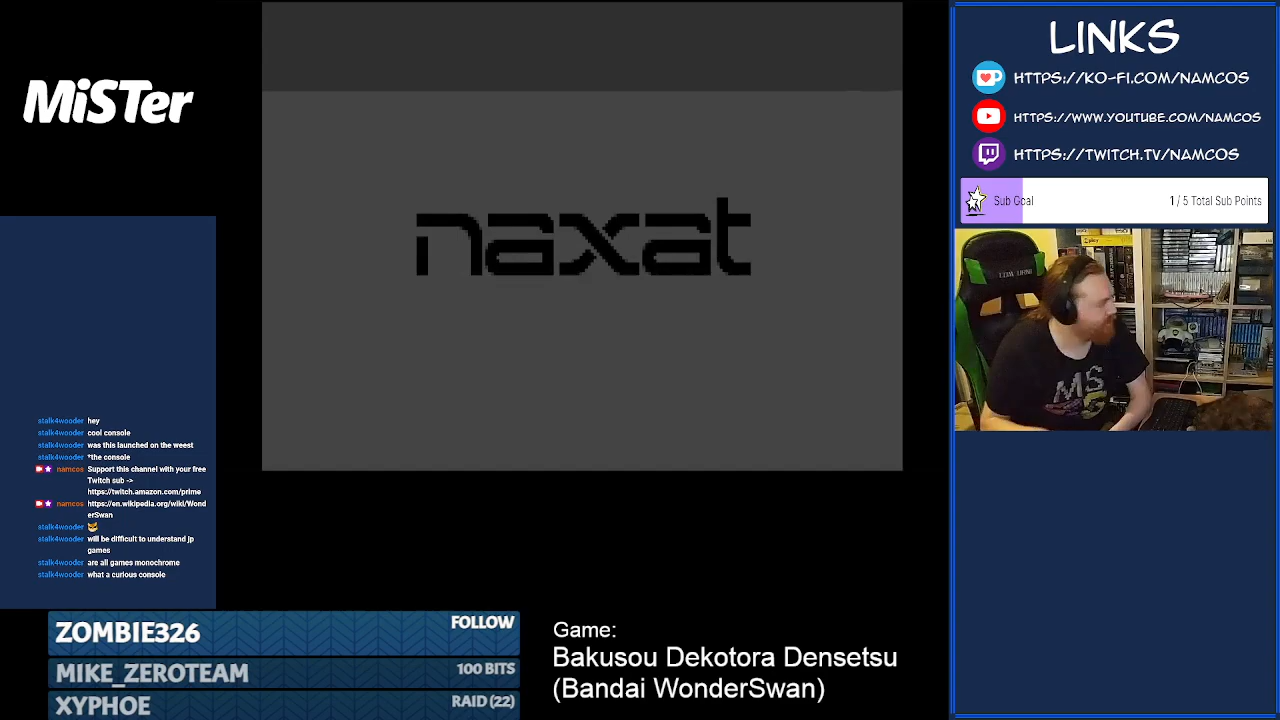 MiSTer
naxat
LINKS
HTTPS://KO-FI.COM/NAMCOS
HTTPS://WWW.YOUTUBE.COM/NAMCOS
HTTPS://TWITCH.TV/NAMCOS
Sub Goal 1 / 5 Total Sub Points
stalk4wooder hey
stalk4wooder cool console
stalk4wooder was this launched on the weest
stalk4wooder *the console
namcos Support this channel with your free
Twitch sub ->
https://twitch.amazon.com/prime
namcos https://en.wikipedia.org/wiki/Wond
erSwan
stalk4wooder
stalk4wooder will be difficult to understand jp
games
stalk4wooder are all games monochrome
stalk4wooder what a curious console
ZOMBIE326 FOLLOW
MIKE_ZEROTEAM 100 BITS
XYPHOE RAID (22)
Game:
Bakusou Dekotora Densetsu
(Bandai WonderSwan)